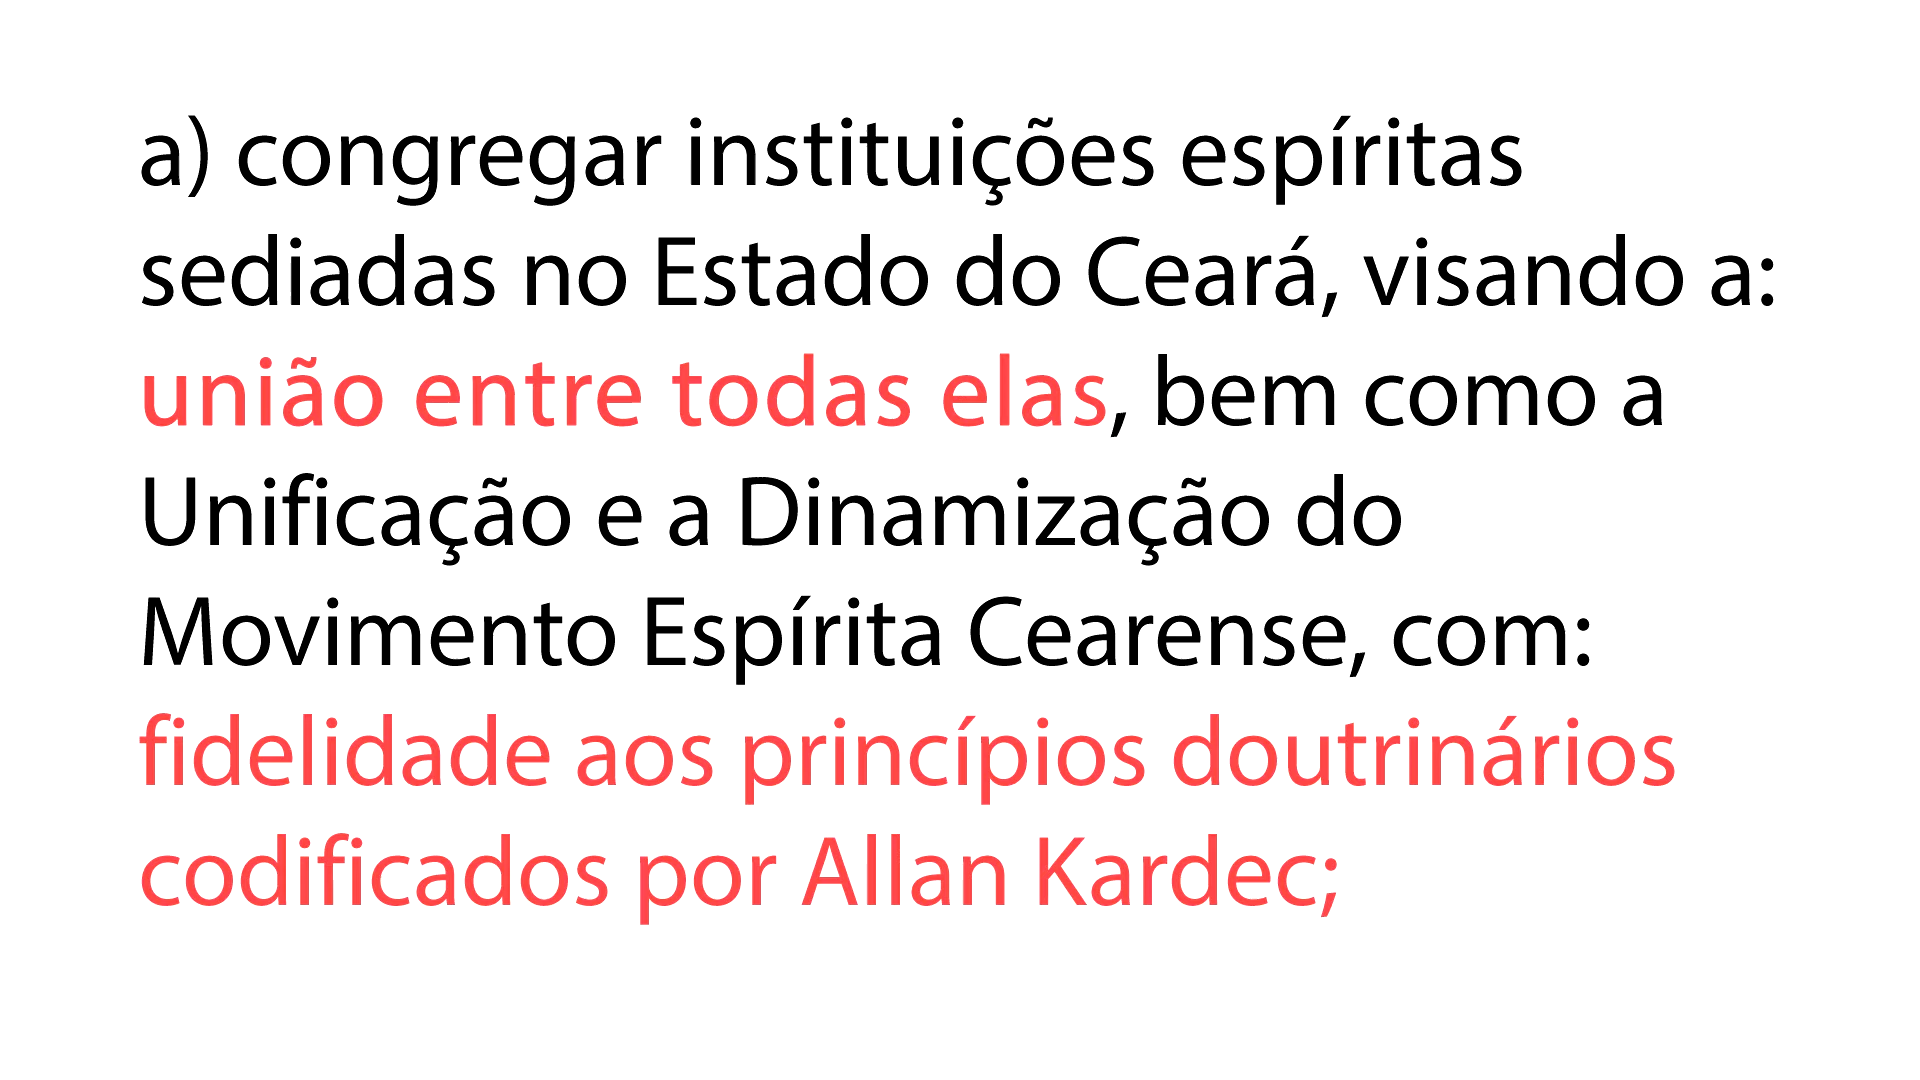 a) congregar instituições espíritas
sediadas no Estado do Ceará, visando a:
união entre todas elas, bem como a
Unificação e a Dinamização do
Movimento Espírita Cearense, com:
fidelidade aos princípios doutrinários
codificados por Allan Kardec;